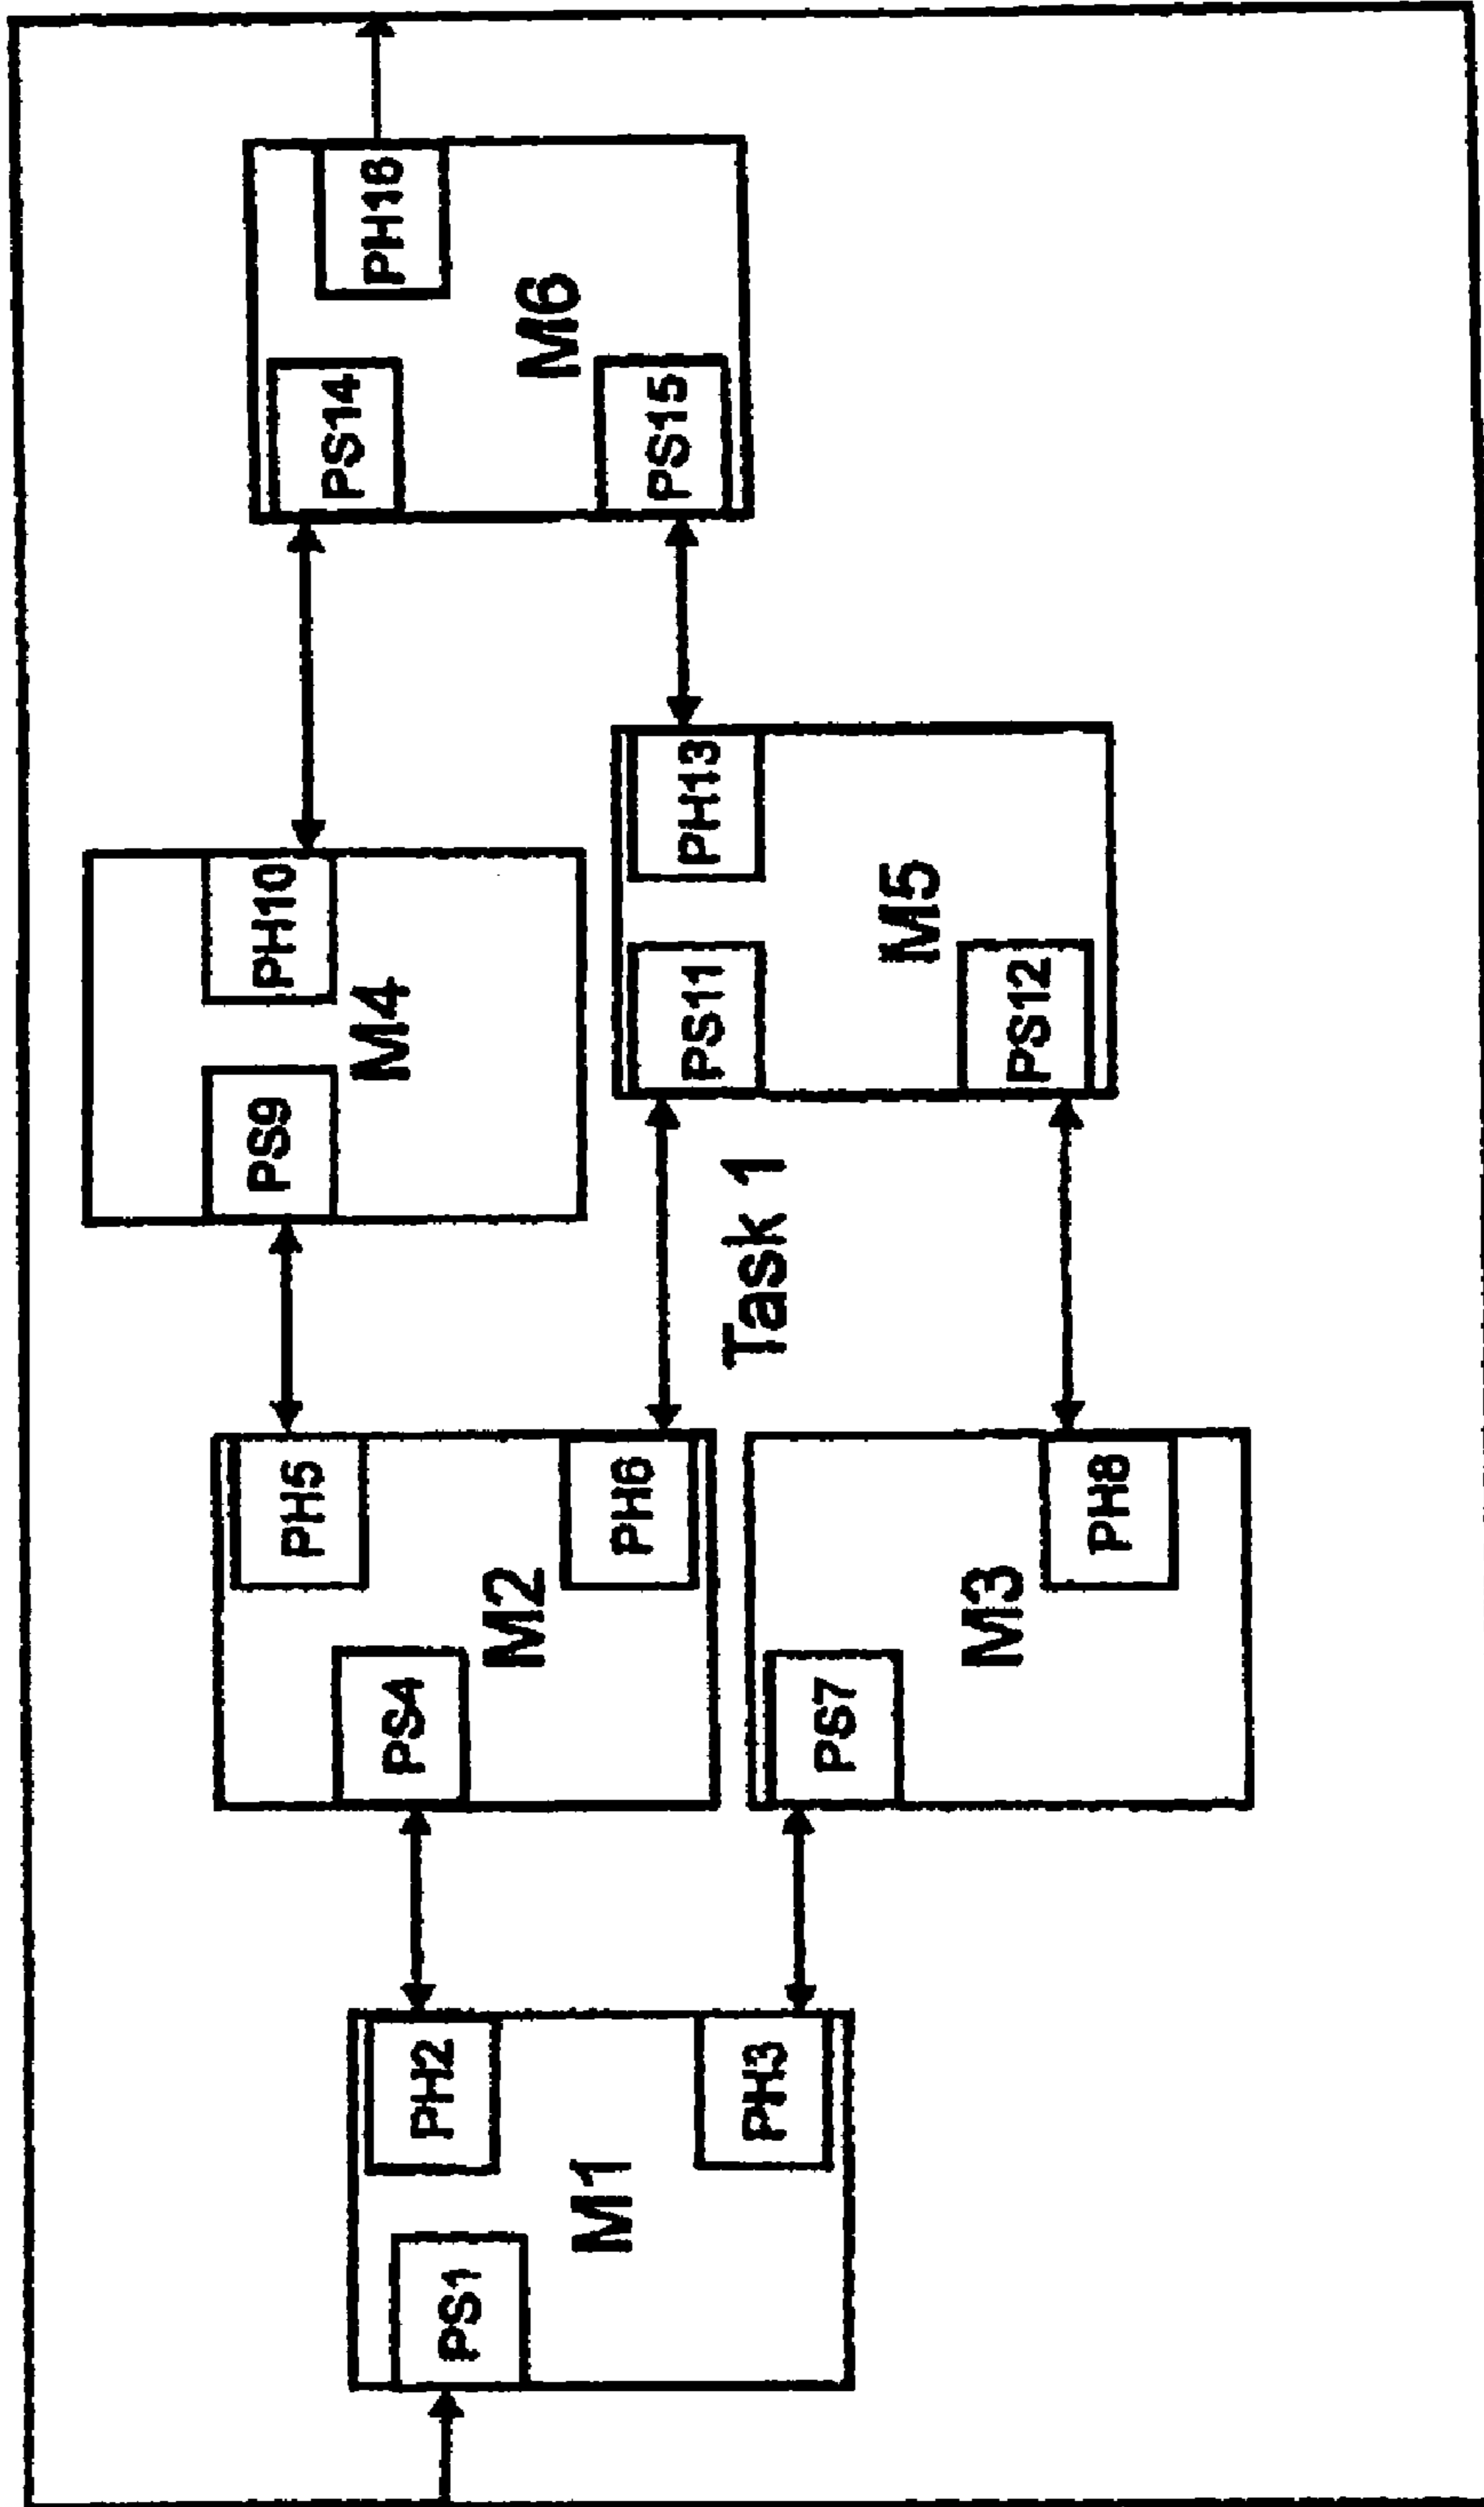 PS1
PH2
PH3
M1
PS4
PH5
PH6
M2
PS7
PH8
M3
Task 1
PS9
PH10
M4
PS11
PH13
PS12
M5
PS14
PH16
PS15
M6